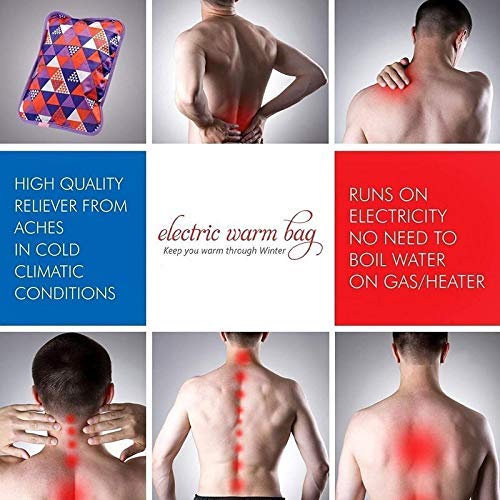 HIGH QUALITY
RELIEVER FROM
ACHES
IN COLD
CLIMATIC
CONDITIONS
electric warm bag
Keep you warm through Winter
RUNS ON
ELECTRICITY
NO NEED TO
BOIL WATER
ON GAS/HEATER